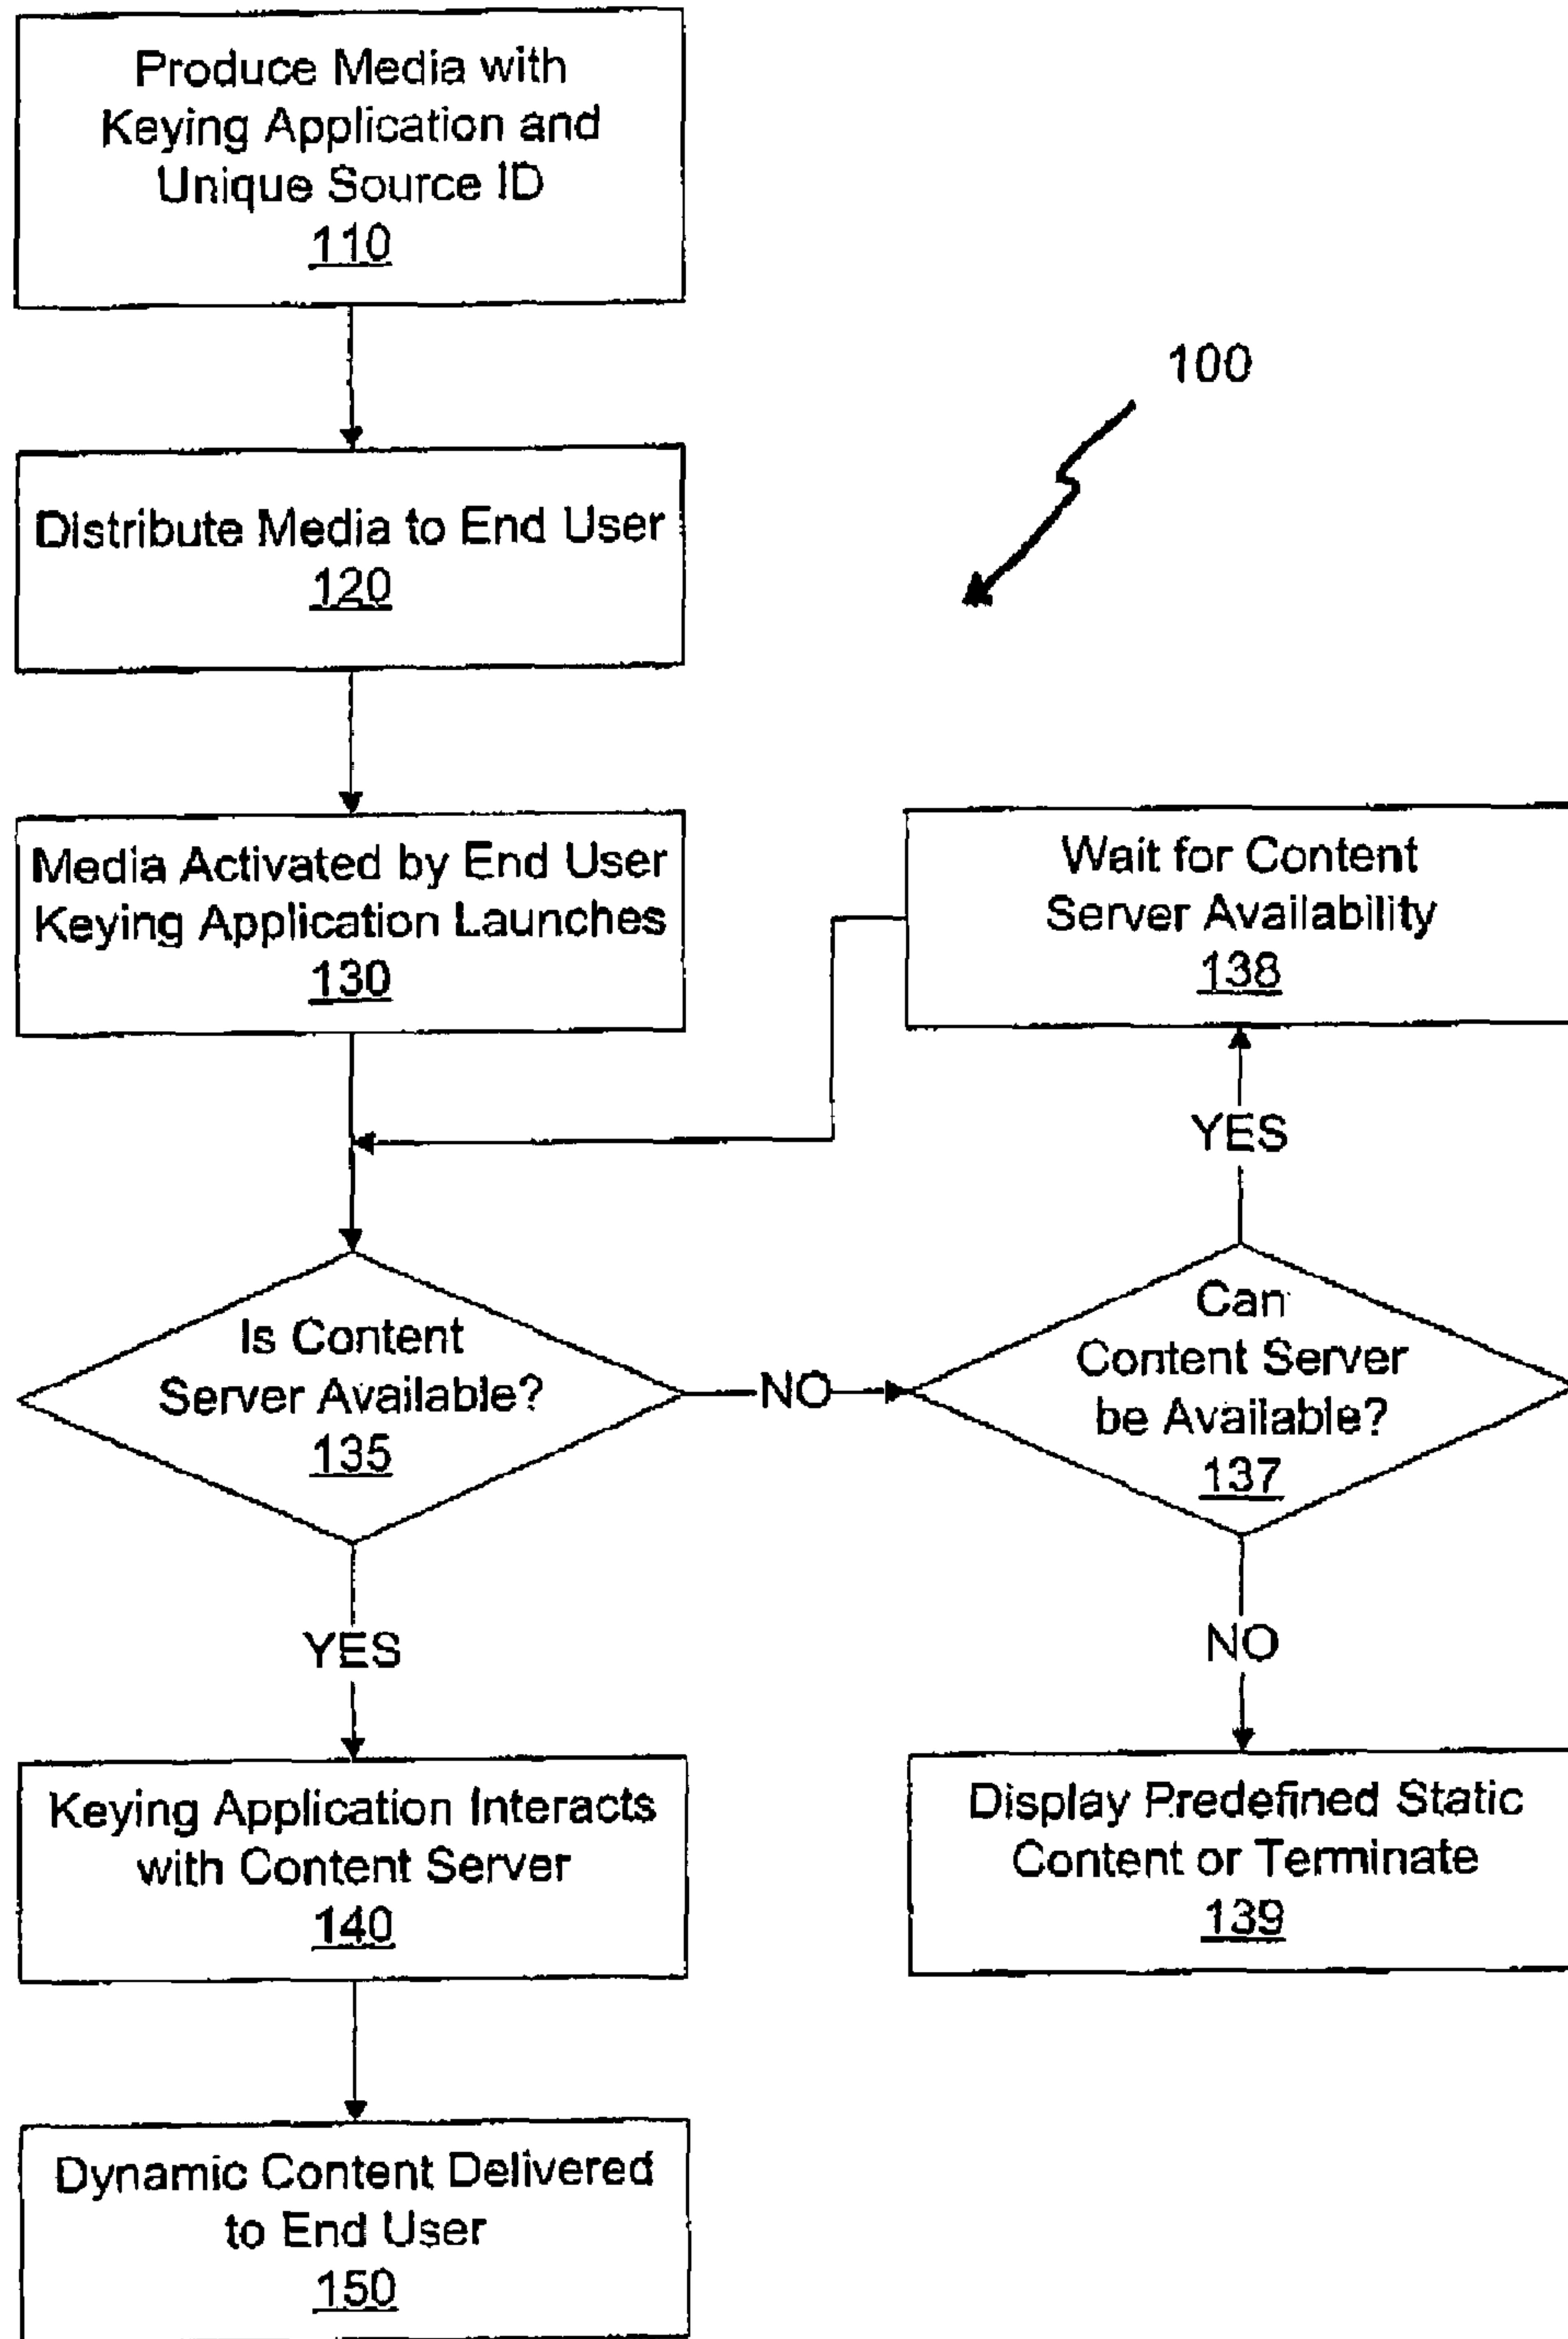 Produce Media with
Keying Application and
Unique Source ID
110
100
Distribute Media to End User
120
Media Activated by End User
Keying Application Launches
130
Wait for Content
Server Availability
138
YES
Is Content
Server Available?
135
NO
Can
Content Server
be Available?
137
YES
NO
Keying Application Interacts
with Content Server
140
Display Predefined Static
Content or Terminate
139
Dynamic Content Delivered
to End User
150